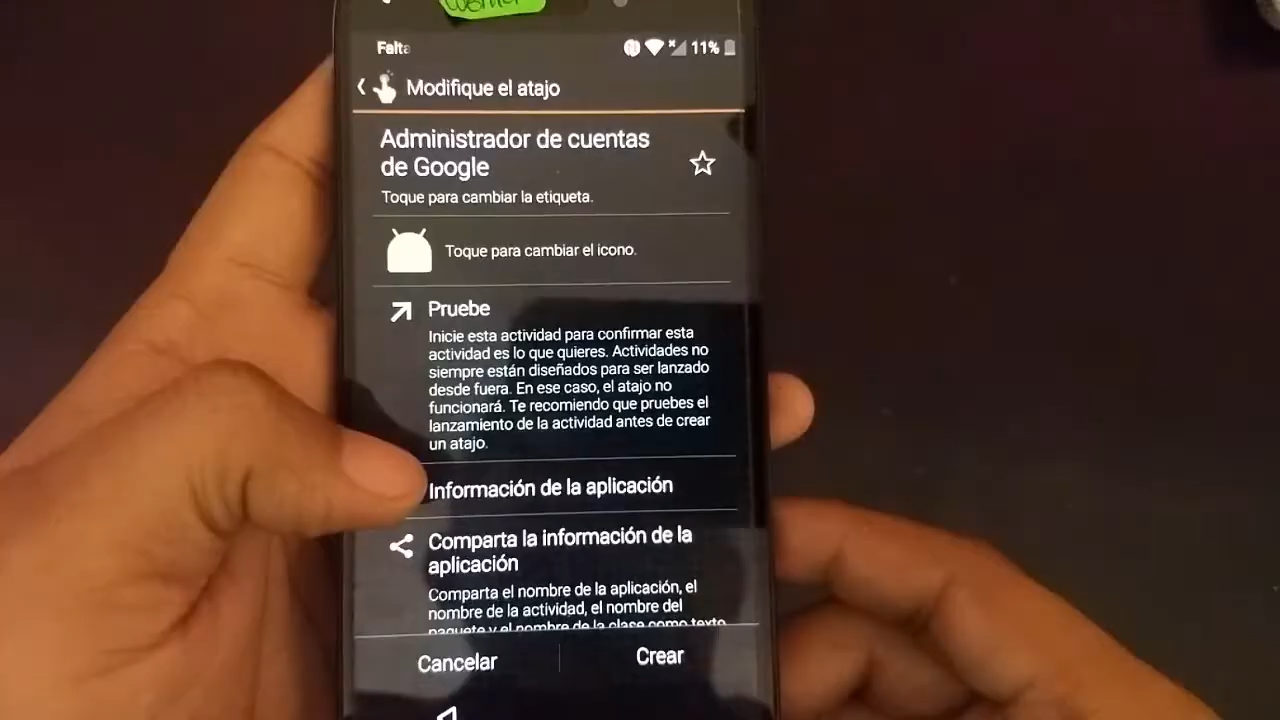 Falta
11%
Modifique el atajo
Administrador de cuentas
de Google
Toque para cambiar la etiqueta.
Toque para cambiar el icono.
Pruebe
Inicie esta actividad para confirmar esta
actividad es lo que quieres. Actividades no
siempre están diseñados para ser lanzado
desde fuera. En ese caso, el atajo no
funcionará. Te recomiendo que pruebes el
lanzamiento de la actividad antes de crear
un atajo.
Información de la aplicación
Comparta la información de la
aplicación
Comparta el nombre de la aplicación, el
nombre de la actividad, el nombre del
paquete y el nombre de la clase como texto
Cancelar
Crear